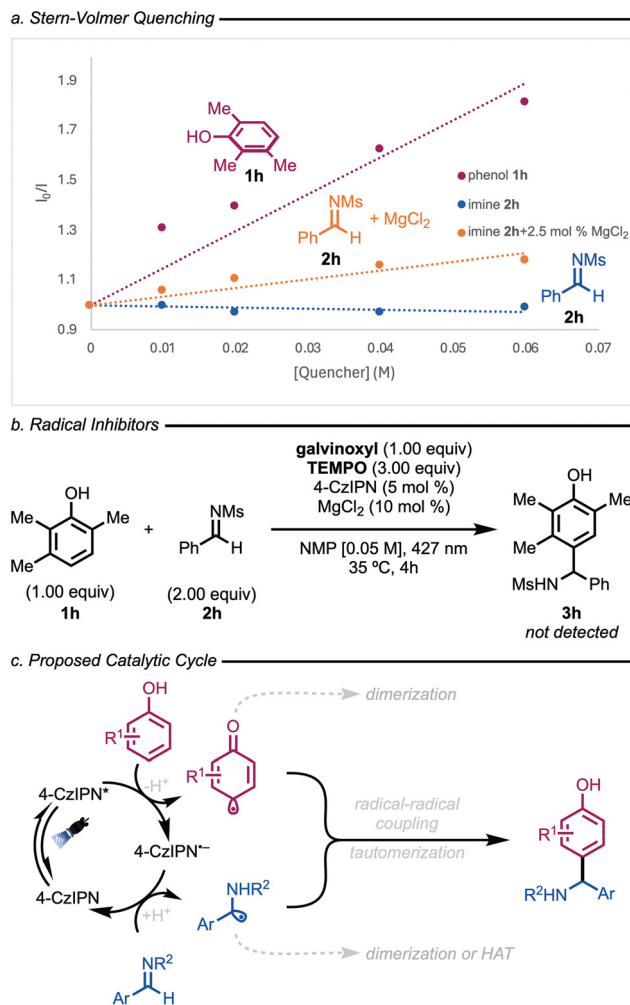 a. Stern-Volmer Quenching
1.9
1.7
1.5
1.3
1.1
0.9
I₀/I
0
0.01
0.02
0.03
0.04
0.05
0.06
0.07
[Quencher] (M)
Me
HO
Me
Me
1h
NMs
Ph
H
+ MgCl₂
2h
phenol 1h
imine 2h
imine 2h+2.5 mol % MgCl₂
NMs
Ph
H
2h
b. Radical Inhibitors
OH
Me
Me
Me
(1.00 equiv)
1h
+
NMs
Ph
H
(2.00 equiv)
2h
galvinoxyl (1.00 equiv)
TEMPO (3.00 equiv)
4-CzIPN (5 mol %)
MgCl₂ (10 mol %)
NMP [0.05 M], 427 nm
35 ºC, 4h
OH
Me
Me
Me
MsHN
Ph
3h
not detected
c. Proposed Catalytic Cycle
OH
R¹
-H⁺
O
R¹
dimerization
4-CzIPN*
4-CzIPN•−
4-CzIPN
+H⁺
NHR²
Ar
NR²
Ar
H
radical-radical
coupling
tautomerization
dimerization or HAT
OH
R¹
R²HN
Ar